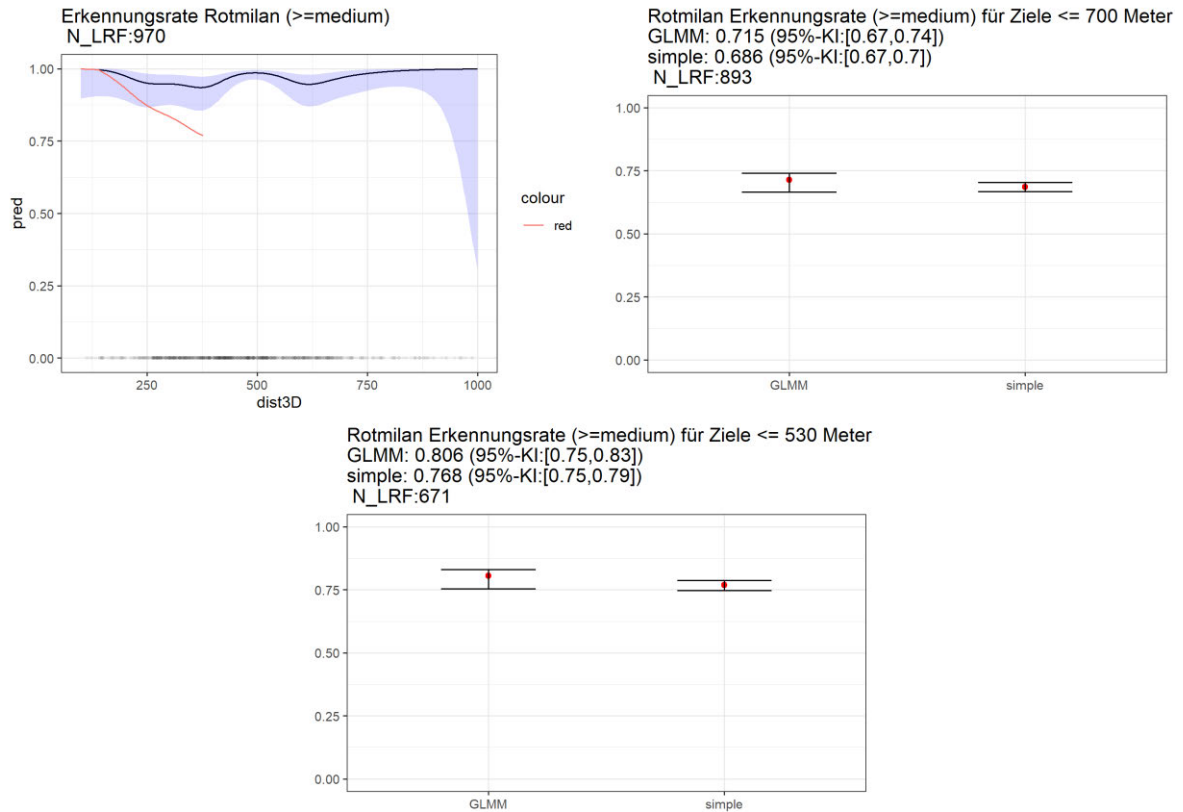 Erkennungsrate Rotmilan (>=medium)
N_LRF:970
1.00
0.75
0.50
0.25
0.00
pred
250
500
750
1000
dist3D
colour
red
Rotmilan Erkennungsrate (>=medium) für Ziele <= 700 Meter
GLMM: 0.715 (95%-KI:[0.67,0.74])
simple: 0.686 (95%-KI:[0.67,0.7])
N_LRF:893
1.00
0.75
0.50
0.25
0.00
GLMM
simple
Rotmilan Erkennungsrate (>=medium) für Ziele <= 530 Meter
GLMM: 0.806 (95%-KI:[0.75,0.83])
simple: 0.768 (95%-KI:[0.75,0.79])
N_LRF:671
1.00
0.75
0.50
0.25
0.00
GLMM
simple